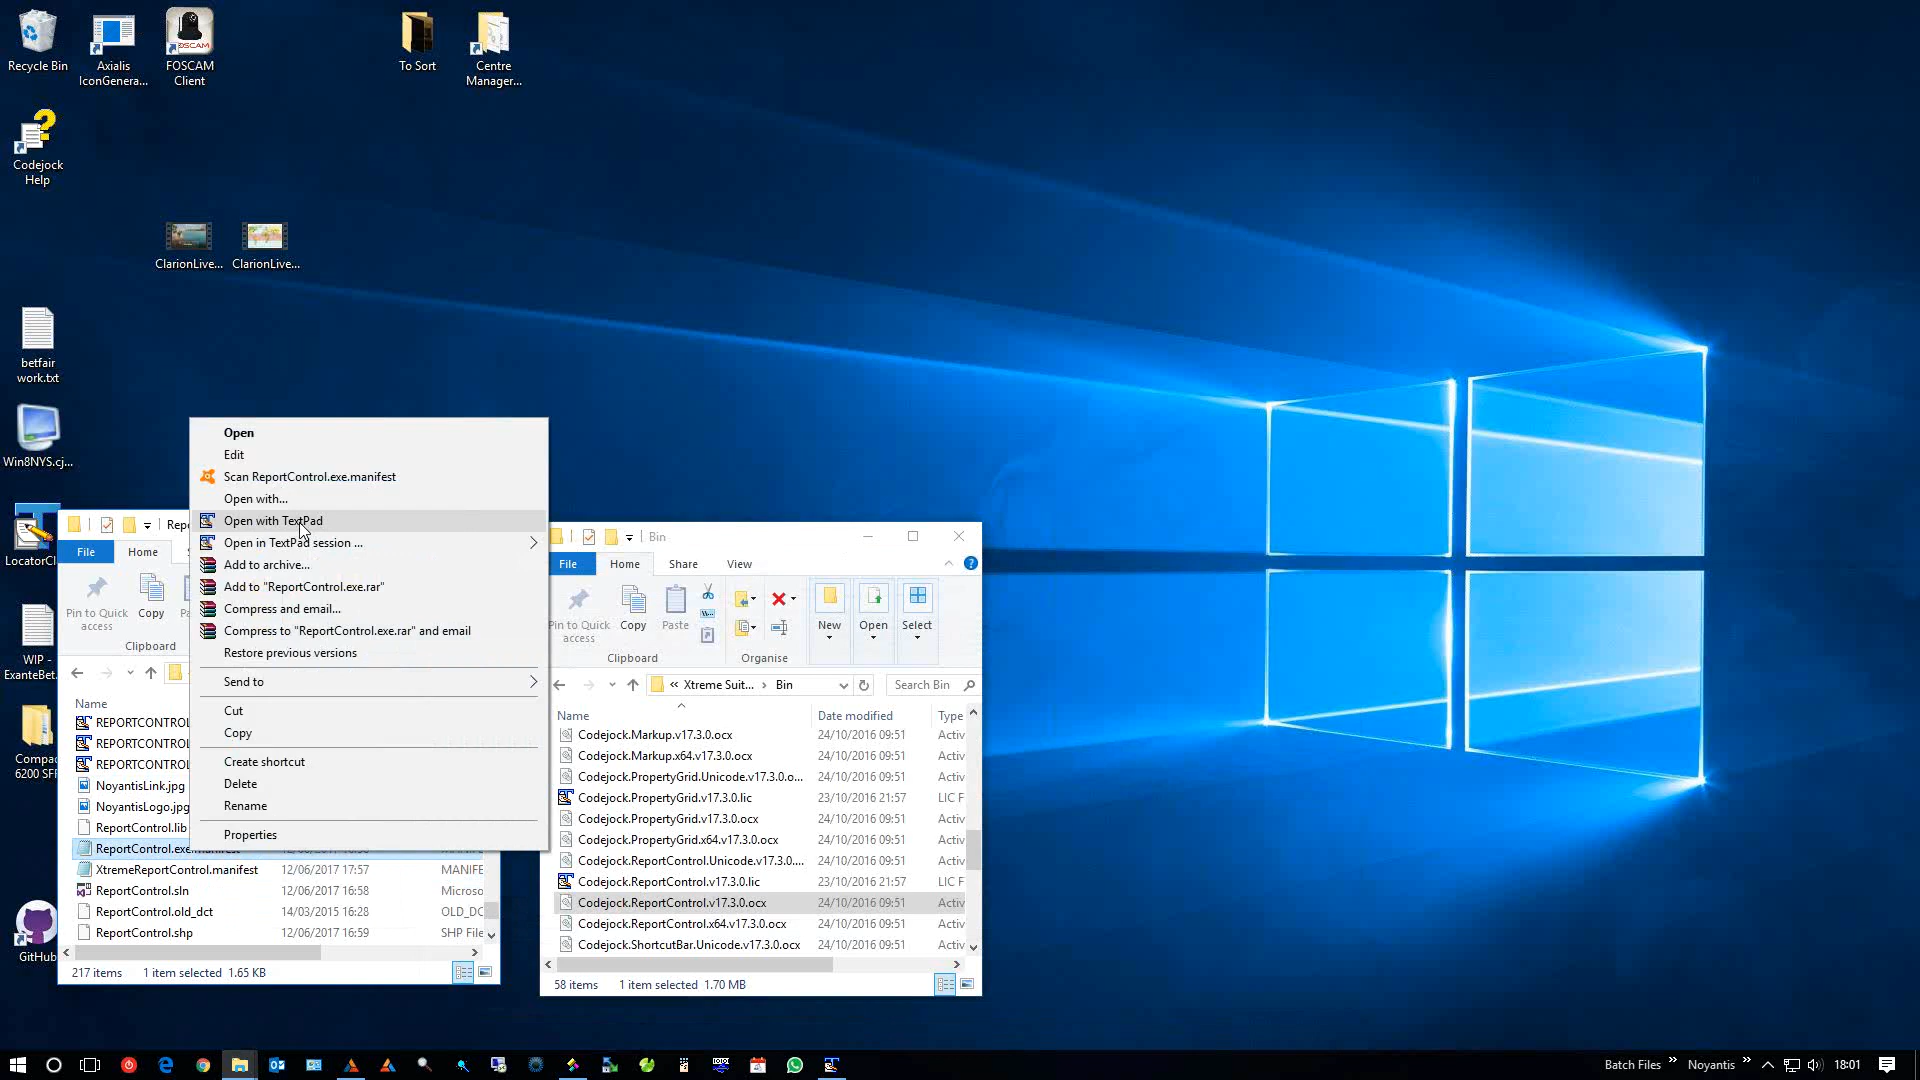 Recycle Bin
Axialis
IconGenera...
FOSCAM
FOSCAM
Client
To Sort
Centre
Manager...
Codejock
Help
ClarionLive...
ClarionLive...
betfair
work.txt
Win8NYS.cj...
LocatorCl
WIP -
ExanteBet.
Compac
6200 SFF
GitHub
Open
Edit
Scan ReportControl.exe.manifest
Open with...
Open with TextPad
Open in TextPad session ...
Add to archive...
Add to "ReportControl.exe.rar"
Compress and email...
Compress to "ReportControl.exe.rar" and email
Restore previous versions
Send to
Cut
Copy
Create shortcut
Delete
Rename
Properties
Repo
File
Home
Pin to Quick
access
Copy
Clipboard
Name
REPORTCONTROL
REPORTCONTROL
REPORTCONTROL
NoyantisLink.jpg
NoyantisLogo.jpg
ReportControl.lib
ReportControl.exe.manifest
XtremeReportControl.manifest 12/06/2017 17:57 MANIFE
ReportControl.sln 12/06/2017 16:58 Microso
ReportControl.old_dct 14/03/2015 16:28 OLD_DC
ReportControl.shp 12/06/2017 16:59 SHP File
217 items 1 item selected 1.65 KB
Bin
File Home Share View
Pin to Quick
access
Copy
Paste
Clipboard
Organise
New
Open
Select
« Xtreme Suit... › Bin
Search Bin
Name Date modified Type
Codejock.Markup.v17.3.0.ocx 24/10/2016 09:51 Activ
Codejock.Markup.x64.v17.3.0.ocx 24/10/2016 09:51 Activ
Codejock.PropertyGrid.Unicode.v17.3.0.o... 24/10/2016 09:51 Activ
Codejock.PropertyGrid.v17.3.0.lic 23/10/2016 21:57 LIC F
Codejock.PropertyGrid.v17.3.0.ocx 24/10/2016 09:51 Activ
Codejock.PropertyGrid.x64.v17.3.0.ocx 24/10/2016 09:51 Activ
Codejock.ReportControl.Unicode.v17.3.0.... 24/10/2016 09:51 Activ
Codejock.ReportControl.v17.3.0.lic 23/10/2016 21:57 LIC F
Codejock.ReportControl.v17.3.0.ocx 24/10/2016 09:51 Activ
Codejock.ReportControl.x64.v17.3.0.ocx 24/10/2016 09:51 Activ
Codejock.ShortcutBar.Unicode.v17.3.0.ocx 24/10/2016 09:51 Activ
58 items 1 item selected 1.70 MB
Batch Files » Noyantis » 18:01